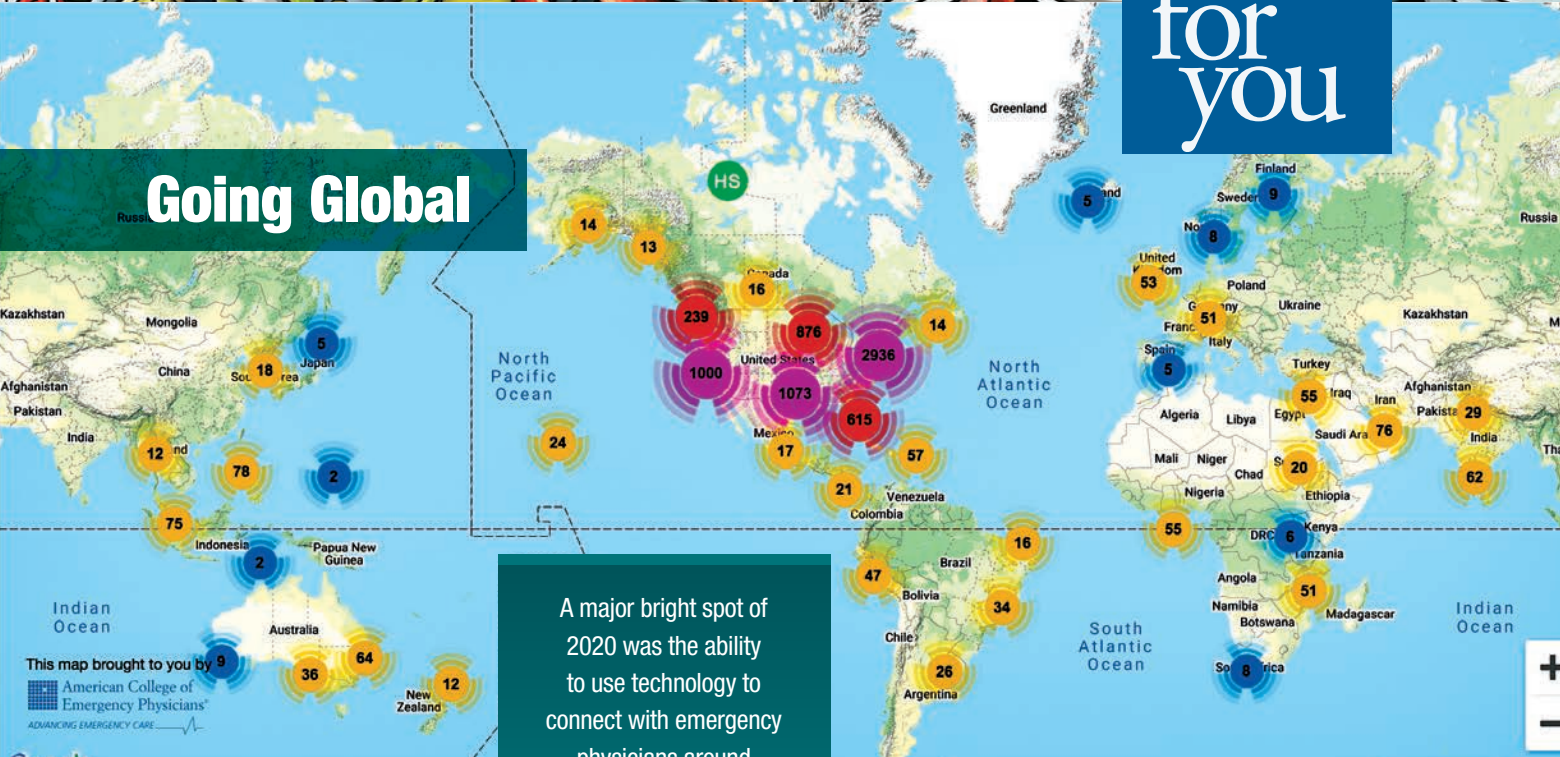 for
you
Going Global
Greenland
Finland
9
5
and
8
United
53
Poland
Ukraine
Kazakhstan
Russia
51
Italy
5
Turkey
55
Iraq
Iran
Afghanistan
29
India
Algeria
Libya
76
Mali
Niger
Chad
20
62
Nigeria
Ethiopia
55
DRC
6
Kenya
Angola
51
Namibia
Botswana
Madagascar
8
Indian
Ocean
South
Atlantic
Ocean
North
Atlantic
Ocean
HS
14
13
16
239
876
2936
14
1000
United States
1073
615
Mexico
17
57
21
Venezuela
Colombia
16
Brazil
47
Bolivia
34
Chile
26
Argentina
North
Pacific
Ocean
24
Kazakhstan
Mongolia
5
Japan
18
China
Afghanistan
Pakistan
India
12
nd
78
2
75
Indonesia
2
Papua New
Guinea
Indian
Ocean
Australia
9
36
64
12
New
Zealand
This map brought to you by
American College of
Emergency Physicians®
ADVANCING EMERGENCY CARE
A major bright spot of
2020 was the ability
to use technology to
connect with emergency
physicians around
+
−